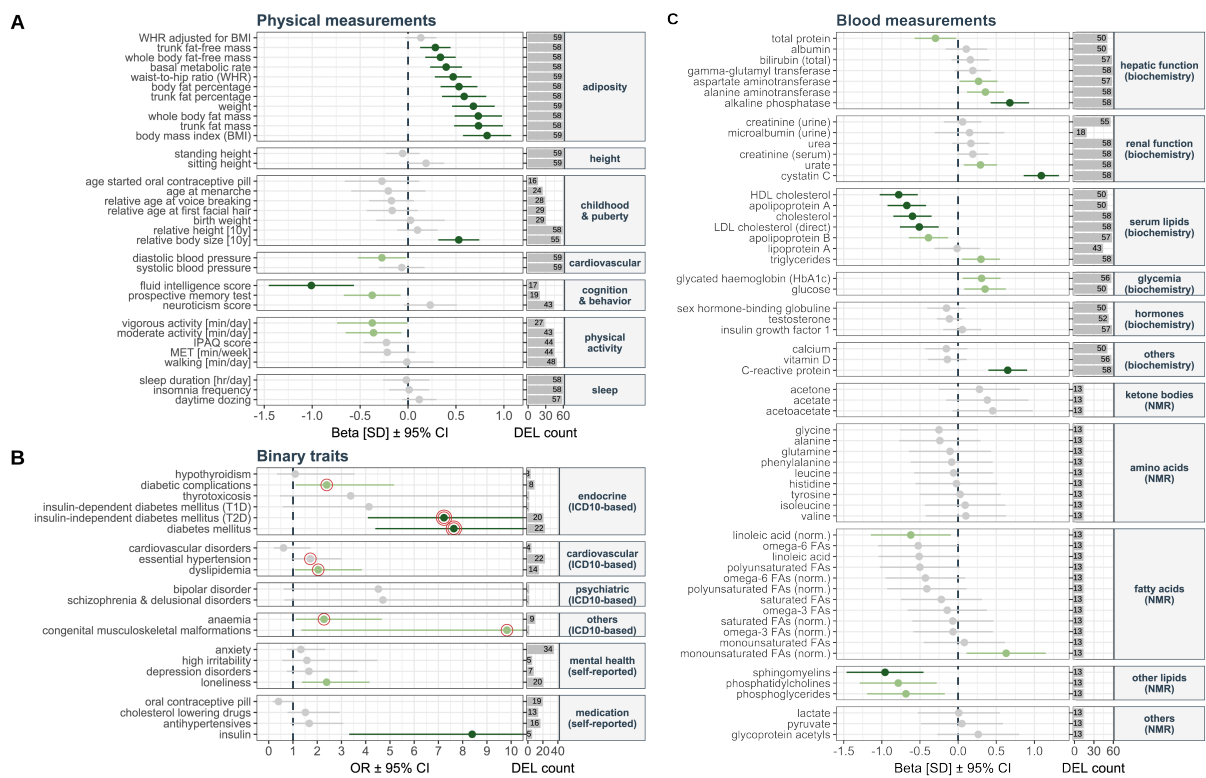 A
Physical measurements
WHR adjusted for BMI 59
trunk fat-free mass 58
whole body fat-free mass 58
basal metabolic rate 58
waist-to-hip ratio (WHR) 59
body fat percentage 58
trunk fat percentage 58
weight 59
whole body fat mass 58
trunk fat mass 58
body mass index (BMI) 59
adiposity
standing height 59
sitting height 59
height
age started oral contraceptive pill 16
age at menarche 24
relative age at voice breaking 28
relative age at first facial hair 29
birth weight 29
relative height [10y] 58
relative body size [10y] 55
childhood
& puberty
diastolic blood pressure 59
systolic blood pressure 59
cardiovascular
fluid intelligence score 17
prospective memory test 19
neuroticism score 43
cognition
& behavior
vigorous activity [min/day] 27
moderate activity [min/day] 43
IPAQ score 44
MET [min/week] 44
walking [min/day] 48
physical
activity
sleep duration [hr/day] 58
insomnia frequency 58
daytime dozing 57
sleep
-1.5 -1.0 -0.5 0.0 0.5 1.0 0 30 60
Beta [SD] ± 95% CI DEL count
B
Binary traits
hypothyroidism
diabetic complications 8
thyrotoxicosis
insulin-dependent diabetes mellitus (T1D)
insulin-independent diabetes mellitus (T2D) 20
diabetes mellitus 22
endocrine
(ICD10-based)
cardiovascular disorders 4
essential hypertension 22
dyslipidemia 14
cardiovascular
(ICD10-based)
bipolar disorder
schizophrenia & delusional disorders
psychiatric
(ICD10-based)
anaemia 9
congenital musculoskeletal malformations
others
(ICD10-based)
anxiety 34
high irritability 5
depression disorders 7
loneliness 20
mental health
(self-reported)
oral contraceptive pill 19
cholesterol lowering drugs 13
antihypertensives 16
insulin 5
medication
(self-reported)
0 1 2 3 4 5 6 7 8 9 10 0 20 40
OR ± 95% CI DEL count
C
Blood measurements
total protein 50
albumin 50
bilirubin (total) 57
gamma-glutamyl transferase 58
aspartate aminotransferase 57
alanine aminotransferase 58
alkaline phosphatase 58
hepatic function
(biochemistry)
creatinine (urine) 55
microalbumin (urine) 18
urea 58
creatinine (serum) 58
urate 58
cystatin C 58
renal function
(biochemistry)
HDL cholesterol 50
apolipoprotein A 50
cholesterol 58
LDL cholesterol (direct) 58
apolipoprotein B 57
lipoprotein A 43
triglycerides 58
serum lipids
(biochemistry)
glycated haemoglobin (HbA1c) 56
glucose 50
glycemia
(biochemistry)
sex hormone-binding globuline 50
testosterone 52
insulin growth factor 1 57
hormones
(biochemistry)
calcium 50
vitamin D 56
C-reactive protein 58
others
(biochemistry)
acetone 13
acetate 13
acetoacetate 13
ketone bodies
(NMR)
glycine 13
alanine 13
glutamine 13
phenylalanine 13
leucine 13
histidine 13
tyrosine 13
isoleucine 13
valine 13
amino acids
(NMR)
linoleic acid (norm.) 13
omega-6 FAs 13
linoleic acid 13
polyunsaturated FAs 13
omega-6 FAs (norm.) 13
polyunsaturated FAs (norm.) 13
saturated FAs 13
omega-3 FAs 13
saturated FAs (norm.) 13
omega-3 FAs (norm.) 13
monounsaturated FAs 13
monounsaturated FAs (norm.) 13
fatty acids
(NMR)
sphingomyelins 13
phosphatidylcholines 13
phosphoglycerides 13
other lipids
(NMR)
lactate 13
pyruvate 13
glycoprotein acetyls 13
others
(NMR)
-1.5 -1.0 -0.5 0.0 0.5 1.0 0 30 60
Beta [SD] ± 95% CI DEL count